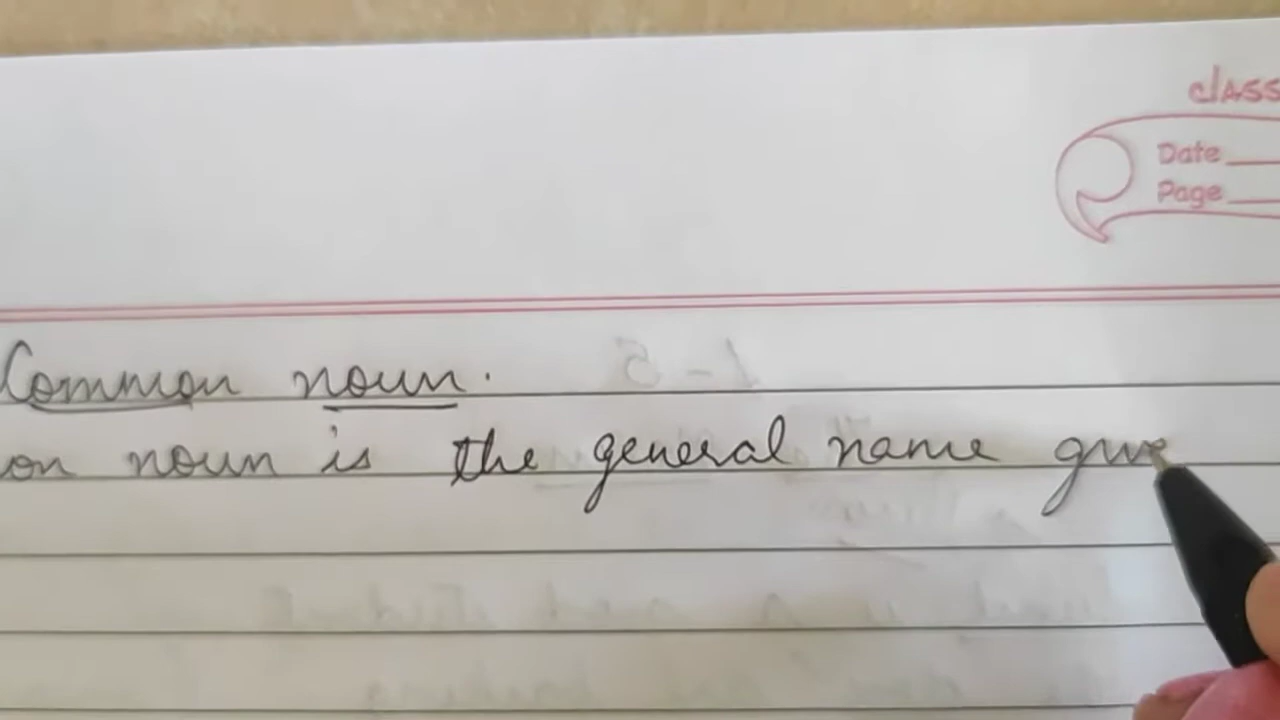 class
Date
Page
Common noun.
on noun is the general name give